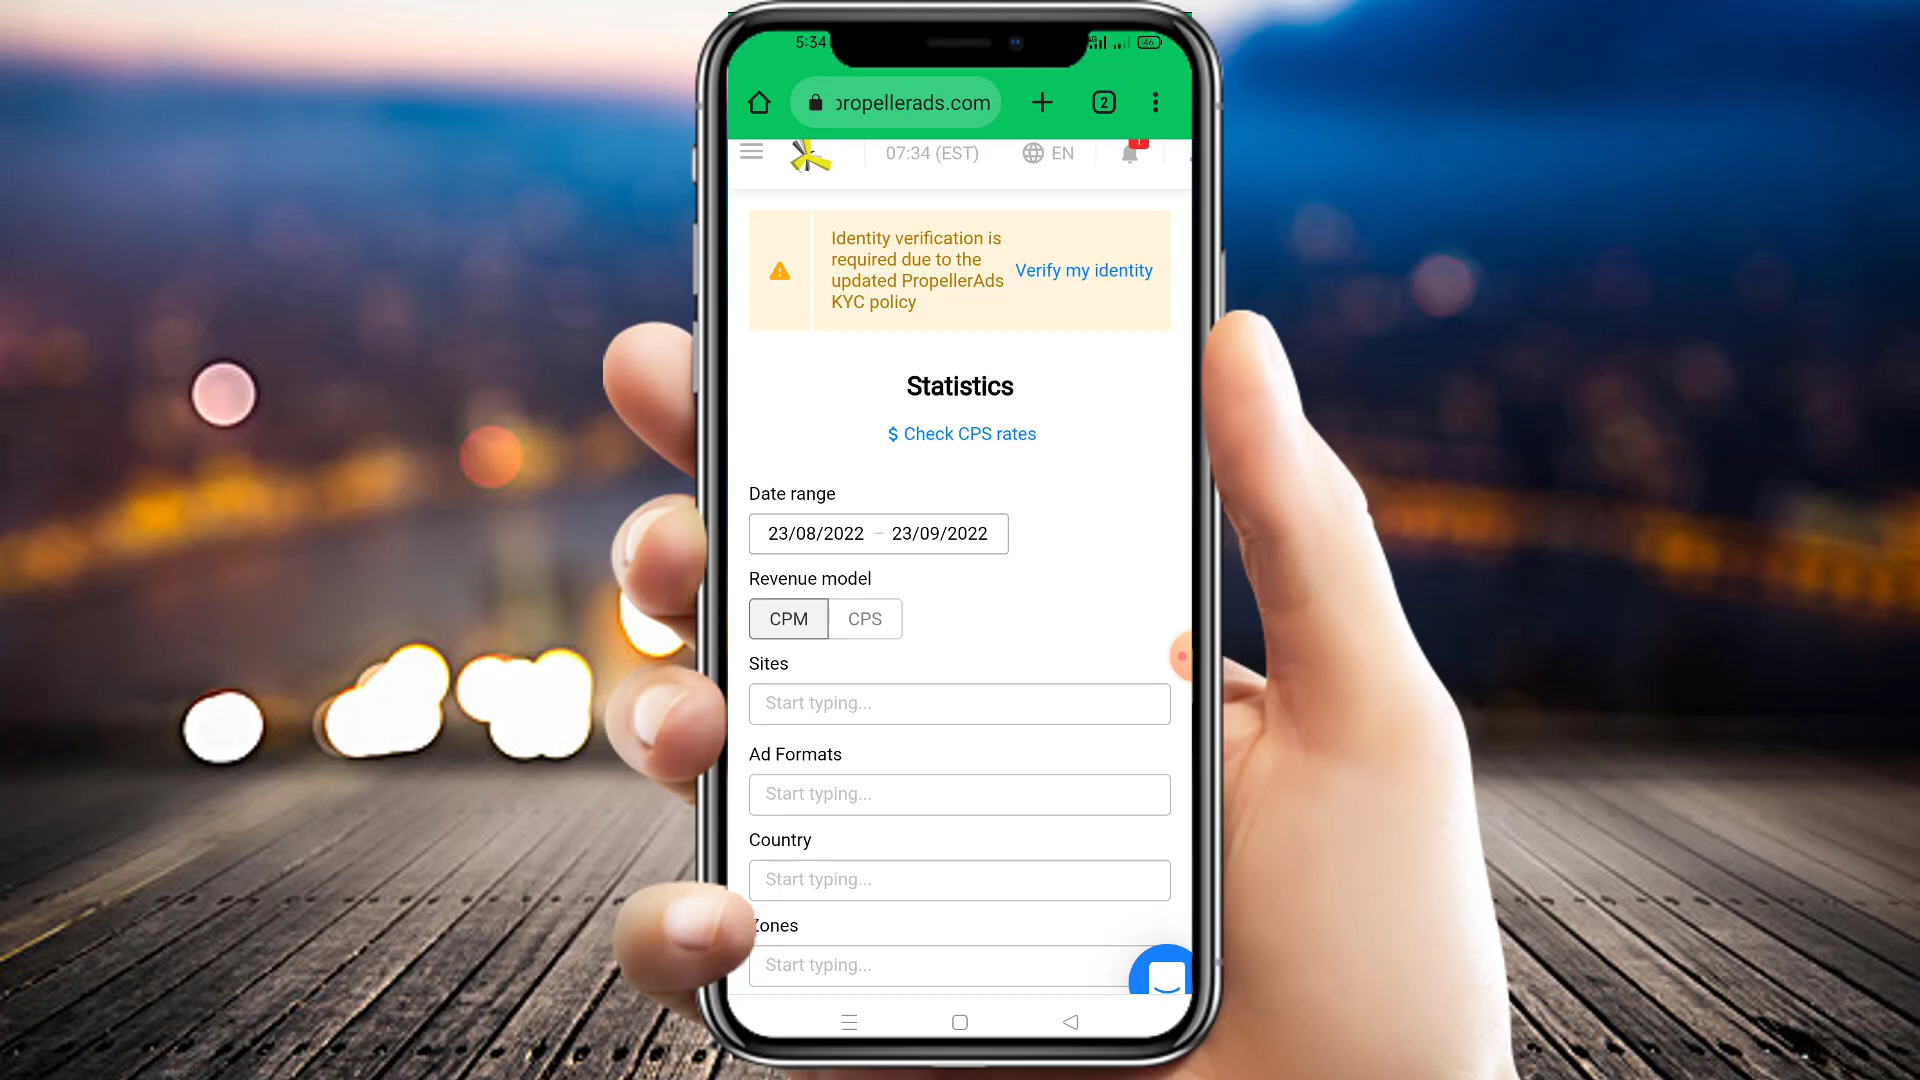 5:34
46
propellerads.com
2
07:34 (EST)
EN
Identity verification is
required due to the
updated PropellerAds
KYC policy
Verify my identity
Statistics
$ Check CPS rates
Date range
23/08/2022 – 23/09/2022
Revenue model
CPM
CPS
Sites
Start typing...
Ad Formats
Start typing...
Country
Start typing...
Zones
Start typing...